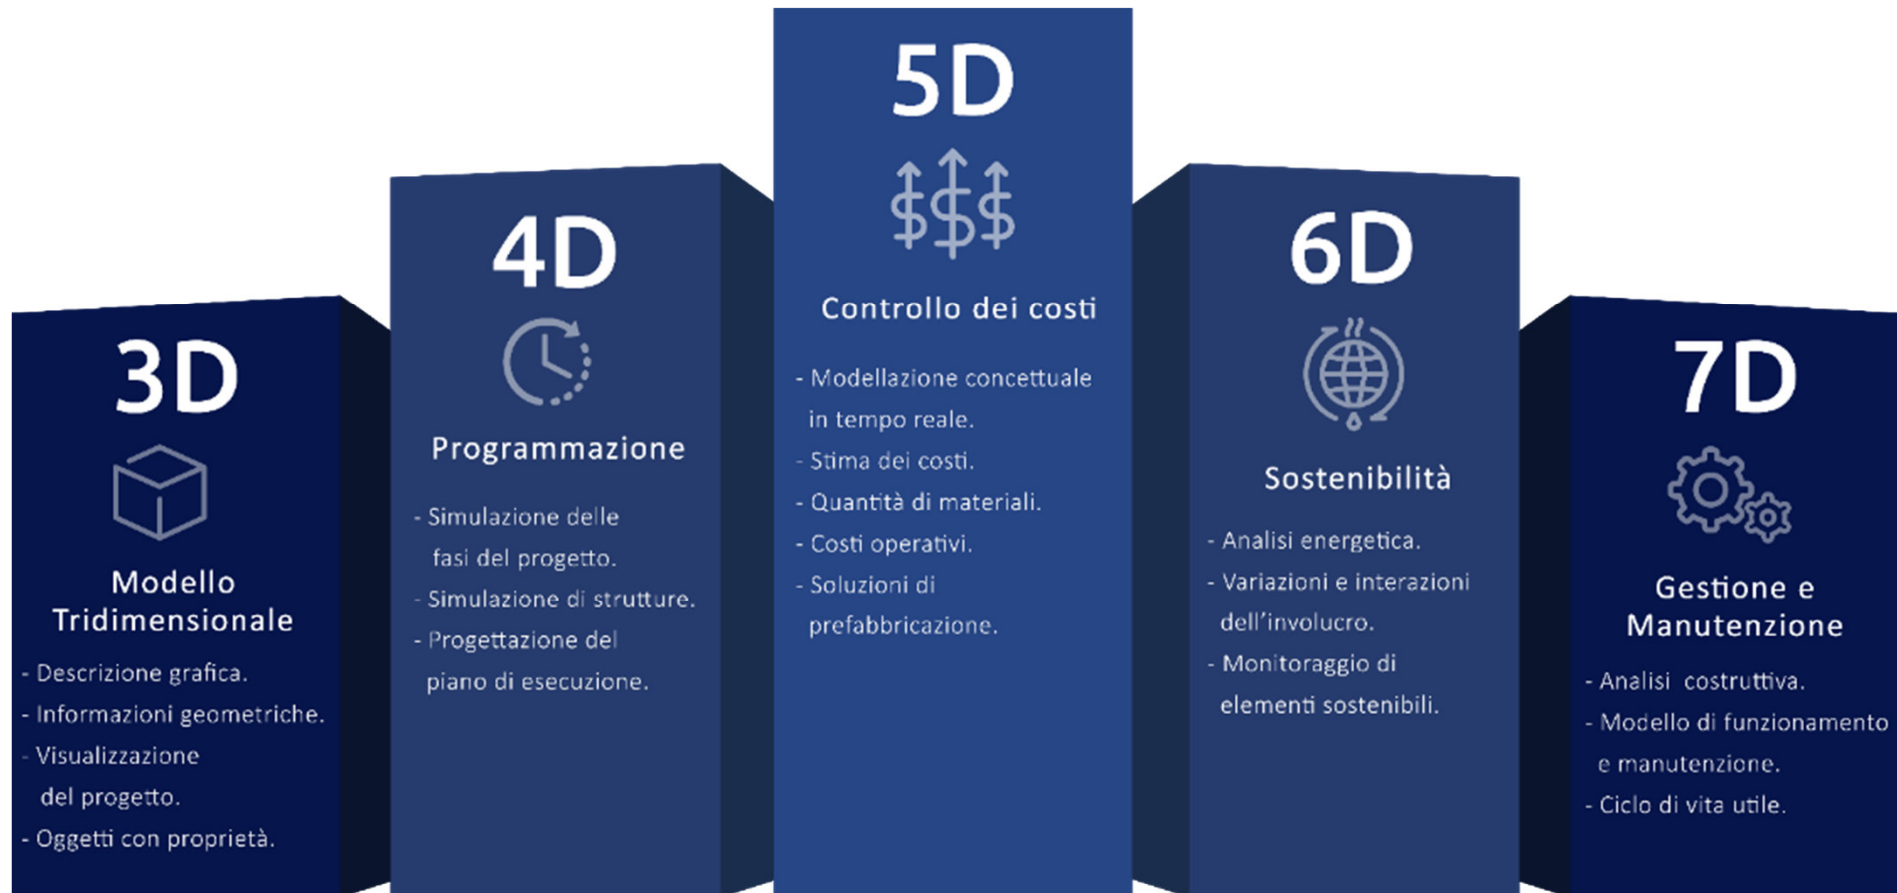 3D
Modello
Tridimensionale
- Descrizione grafica.
- Informazioni geometriche.
- Visualizzazione
del progetto.
- Oggetti con proprietà.
4D
Programmazione
- Simulazione delle
fasi del progetto.
- Simulazione di strutture.
- Progettazione del
piano di esecuzione.
5D
$$$
Controllo dei costi
- Modellazione concettuale
in tempo reale.
- Stima dei costi.
- Quantità di materiali.
- Costi operativi.
- Soluzioni di
prefabbricazione.
6D
Sostenibilità
- Analisi energetica.
- Variazioni e interazioni
dell'involucro.
- Monitoraggio di
elementi sostenibili.
7D
Gestione e
Manutenzione
- Analisi costruttiva.
- Modello di funzionamento
e manutenzione.
- Ciclo di vita utile.